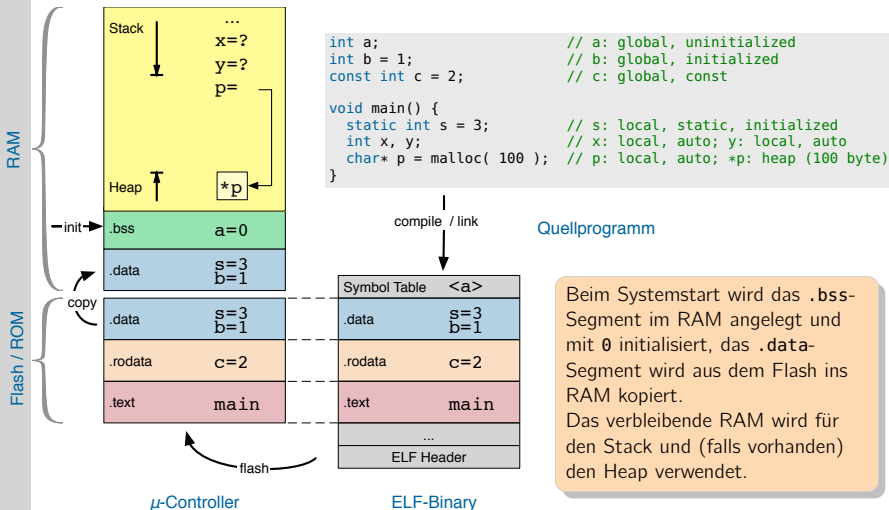 RAM
Flash / ROM
Stack
...
x=?
y=?
p=
Heap
*p
init
.bss a=0
.data s=3
b=1
copy
.data s=3
b=1
.rodata c=2
.text main
flash
μ-Controller
int a; // a: global, uninitialized
int b = 1; // b: global, initialized
const int c = 2; // c: global, const
void main() {
static int s = 3; // s: local, static, initialized
int x, y; // x: local, auto; y: local, auto
char* p = malloc( 100 ); // p: local, auto; *p: heap (100 byte)
}
compile / link
Quellprogramm
Symbol Table <a>
.data s=3
b=1
.rodata c=2
.text main
...
ELF Header
ELF-Binary
Beim Systemstart wird das .bss-
Segment im RAM angelegt und
mit 0 initialisiert, das .data-
Segment wird aus dem Flash ins
RAM kopiert.
Das verbleibende RAM wird für
den Stack und (falls vorhanden)
den Heap verwendet.